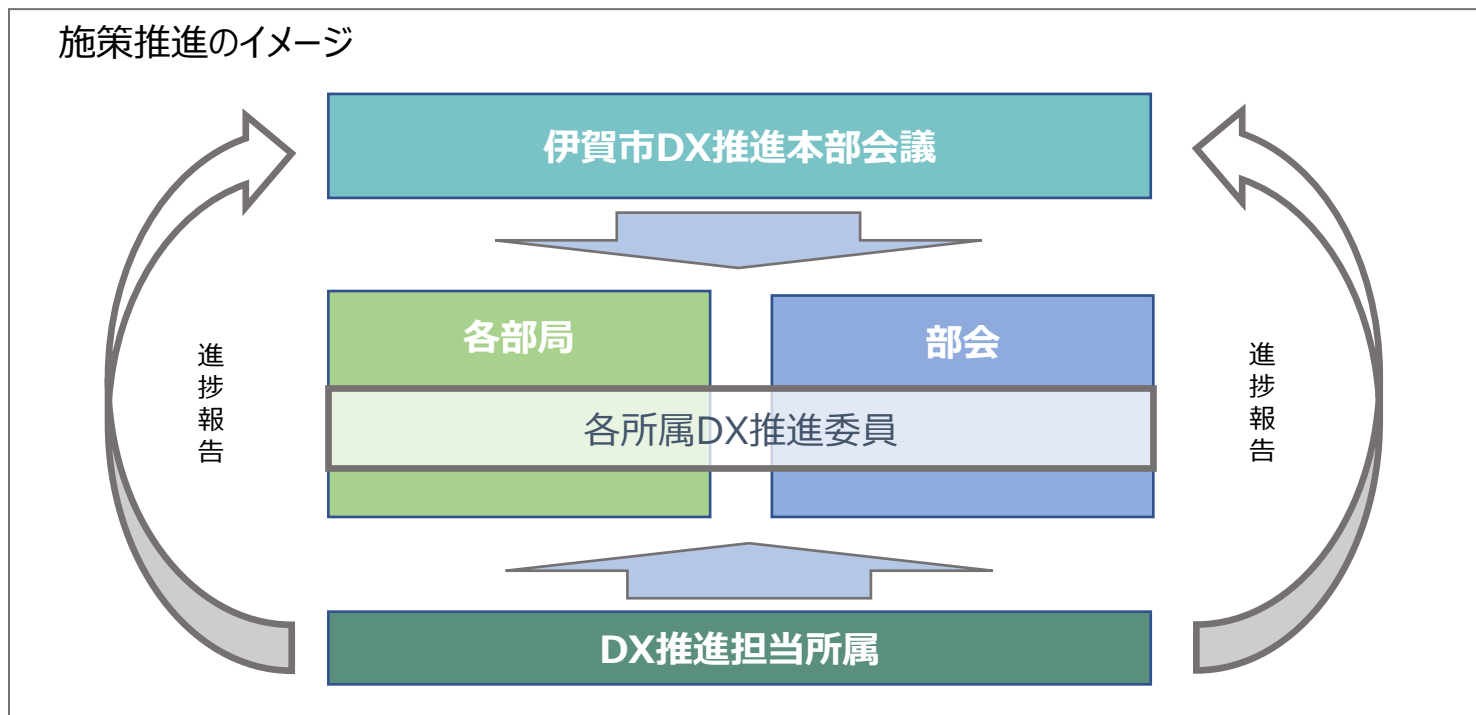 施策推進のイメージ
伊賀市DX推進本部会議
各部局
部会
進捗報告
進捗報告
各所属DX推進委員
DX推進担当所属